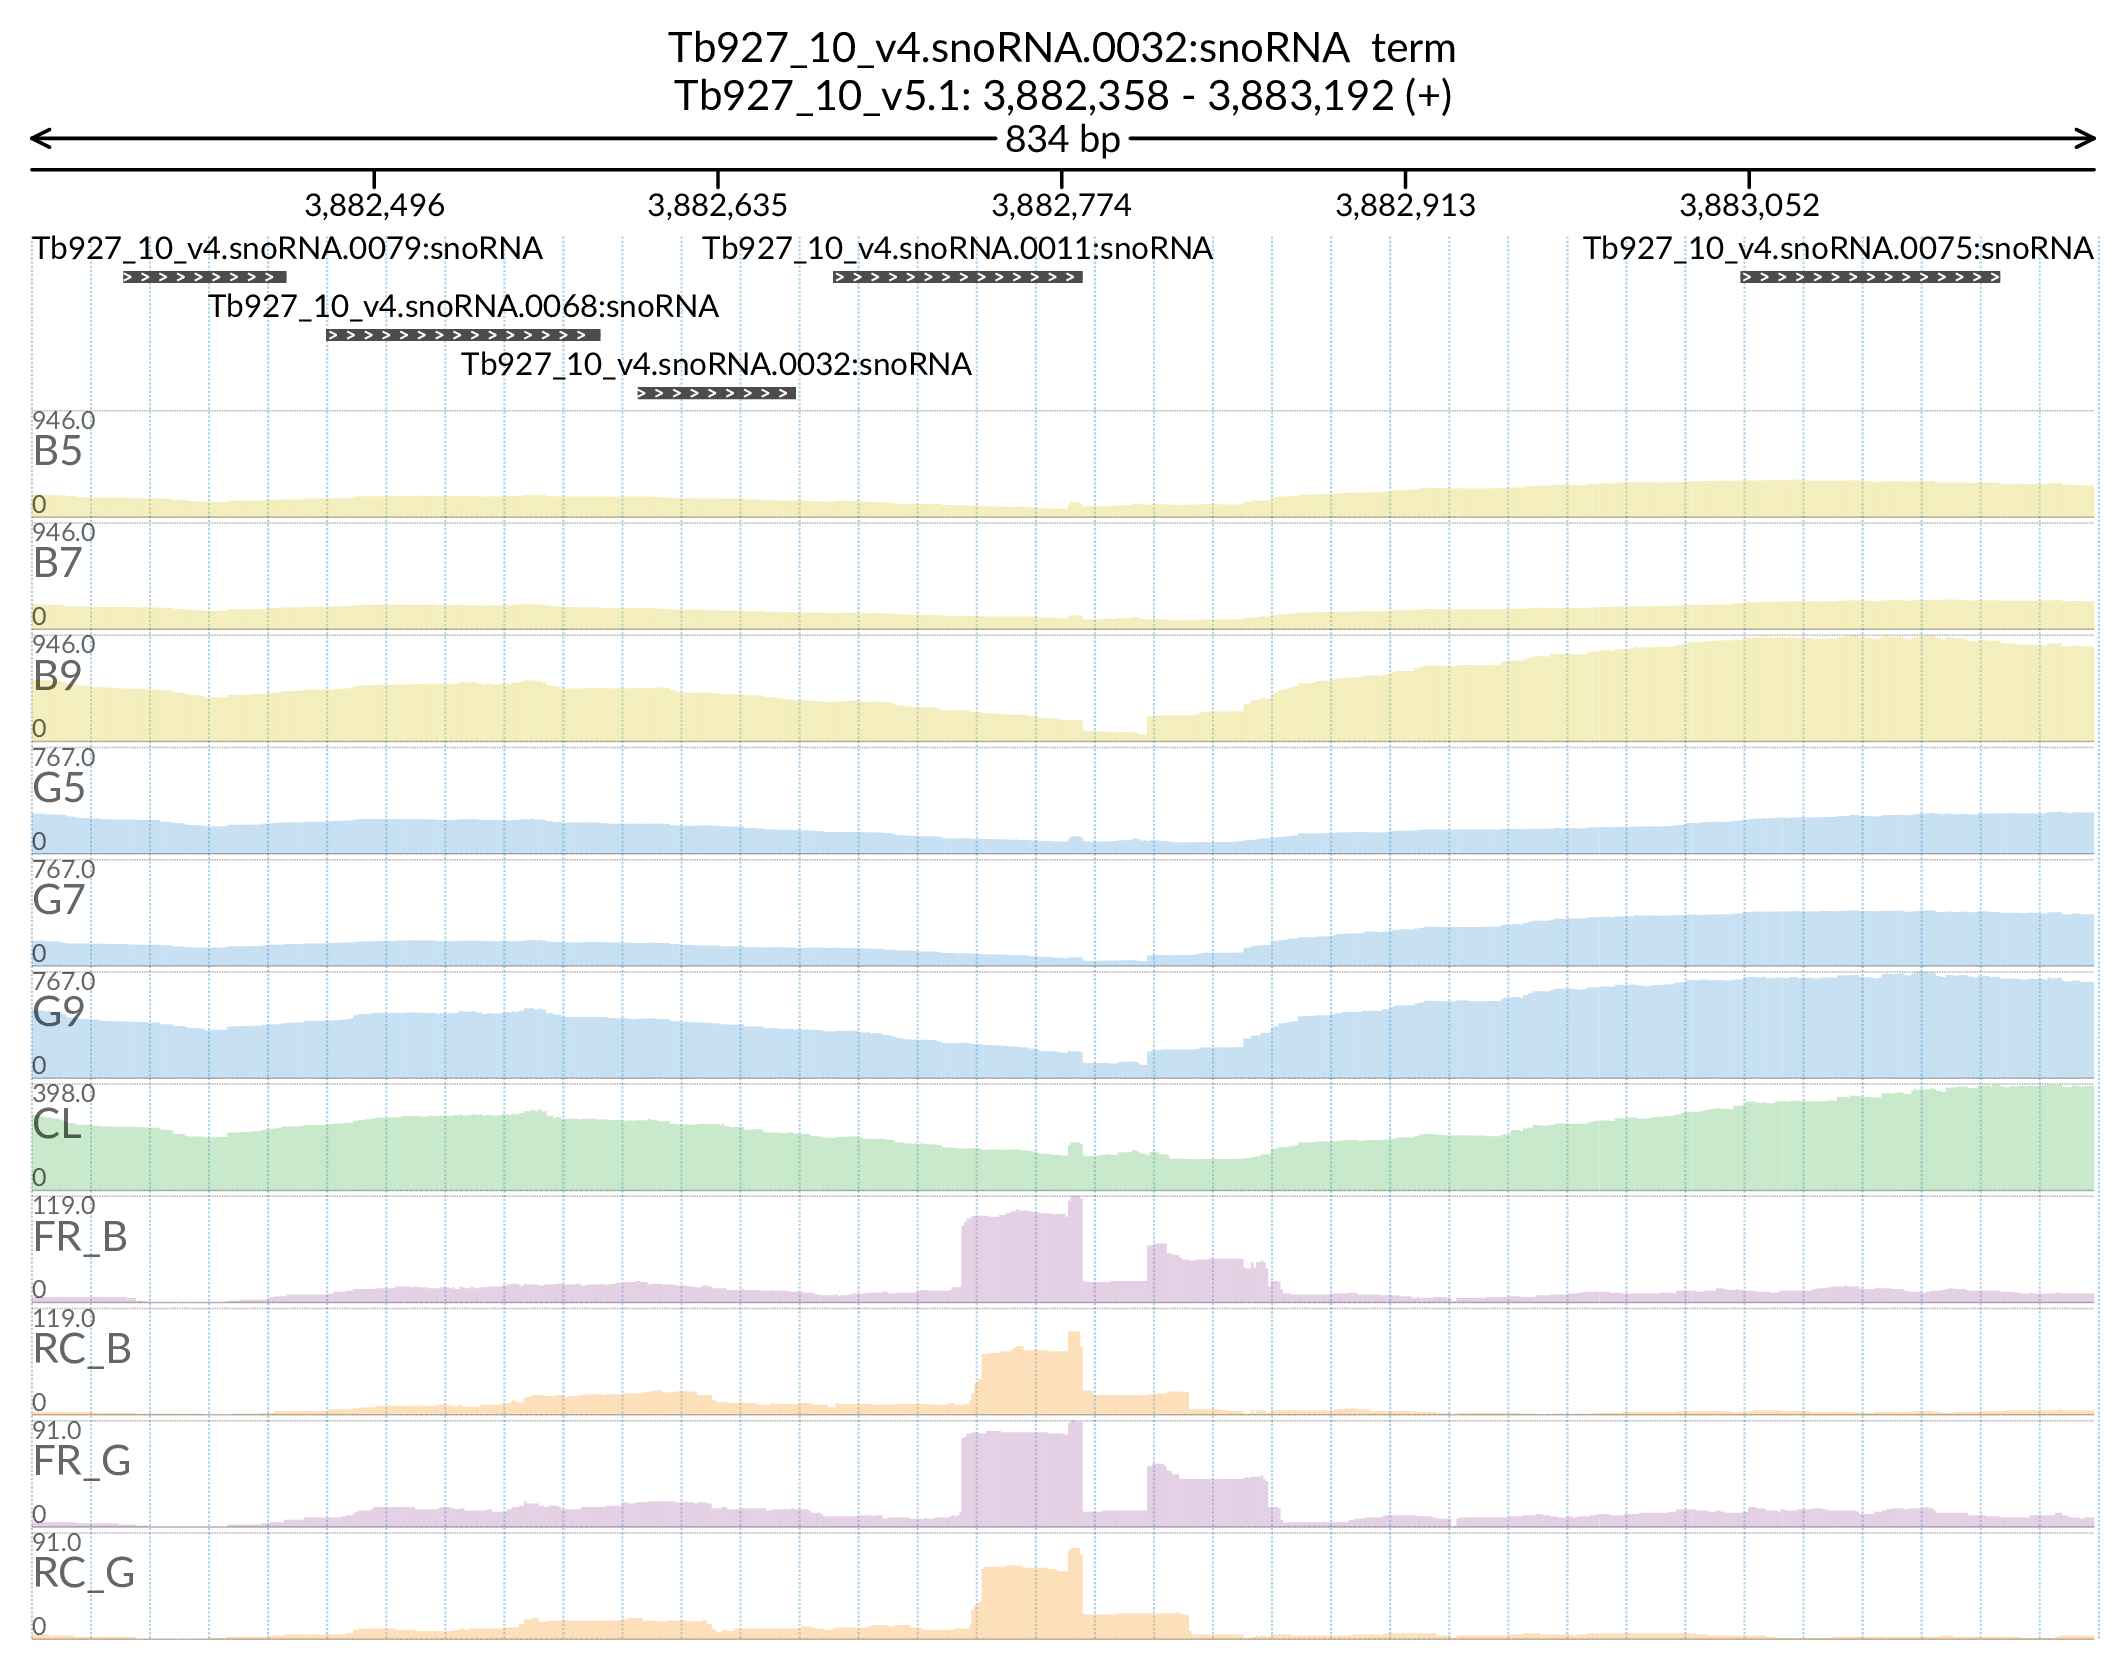 Tb927_10_v4.snoRNA.0032:snoRNA  term
Tb927_10_v5.1: 3,882,358 - 3,883,192 (+)
834 bp
3,882,496 3,882,635 3,882,774 3,882,913 3,883,052
Tb927_10_v4.snoRNA.0079:snoRNA Tb927_10_v4.snoRNA.0011:snoRNA Tb927_10_v4.snoRNA.0075:snoRNA
Tb927_10_v4.snoRNA.0068:snoRNA
Tb927_10_v4.snoRNA.0032:snoRNA
946.0
B5
0
946.0
B7
0
946.0
B9
0
767.0
G5
0
767.0
G7
0
767.0
G9
0
398.0
CL
0
119.0
FR_B
0
119.0
RC_B
0
91.0
FR_G
0
91.0
RC_G
0